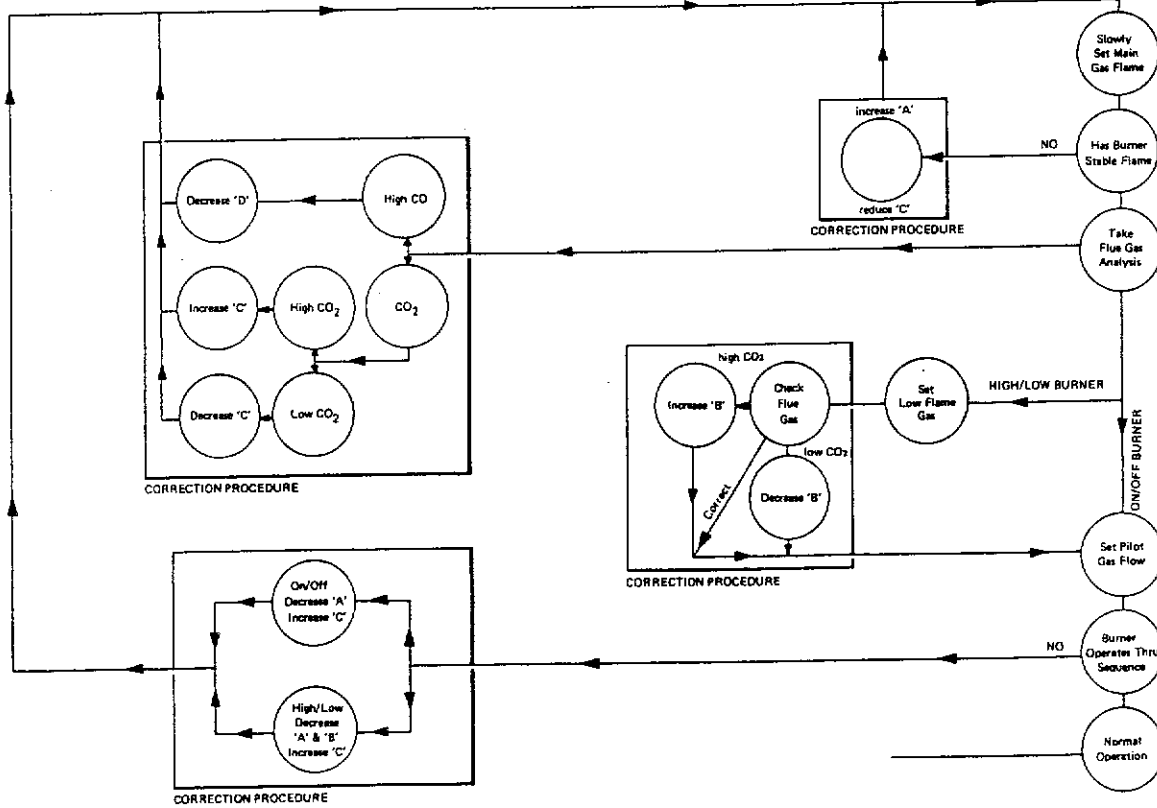 Slowly
Set Main
Gas Flame
increase 'A'
NO
Has Burner
Stable Flame
reduce 'C'
CORRECTION PROCEDURE
Decrease 'D'
High CO
Take
Flue Gas
Analysis
Increase 'C'
High CO2
CO2
Decrease 'C'
Low CO2
CORRECTION PROCEDURE
high CO2
Increase 'B'
Check
Flue
Gas
Set
Low Flame
Gas
HIGH/LOW BURNER
low CO2
Decrease 'B'
Correct
ON/OFF BURNER
CORRECTION PROCEDURE
Set Pilot
Gas Flow
On/Off
Decrease 'A'
Increase 'C'
NO
Burner
Operates Thru
Sequence
High/Low
Decrease
'A' & 'B'
Increase 'C'
Normal
Operation
CORRECTION PROCEDURE